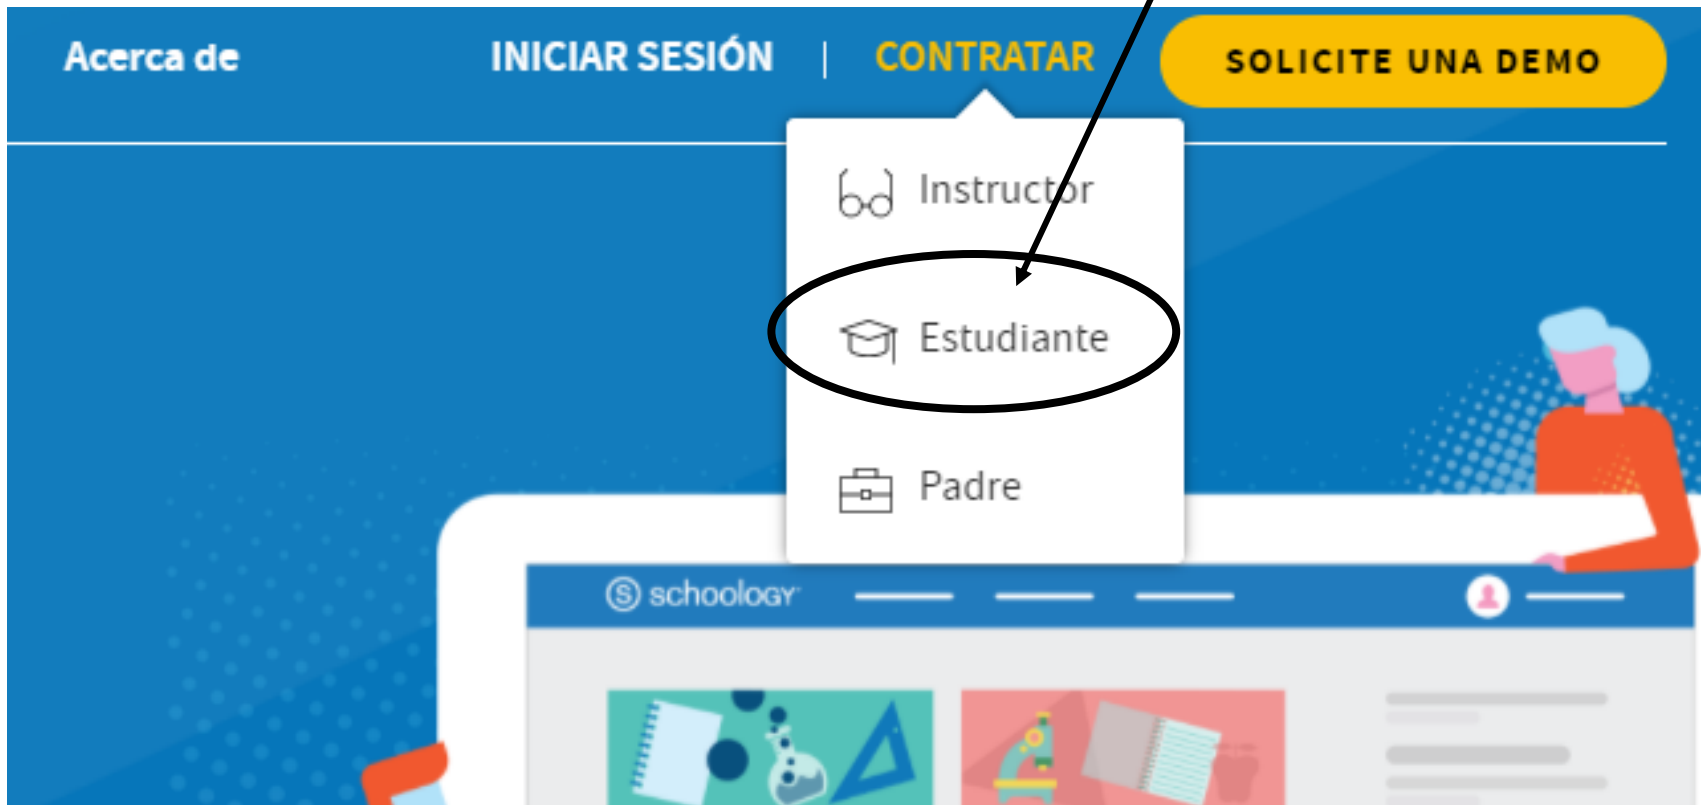 Acerca de
INICIAR SESIÓN | CONTRATAR
SOLICITE UNA DEMO
Instructor
Estudiante
Padre
schoology